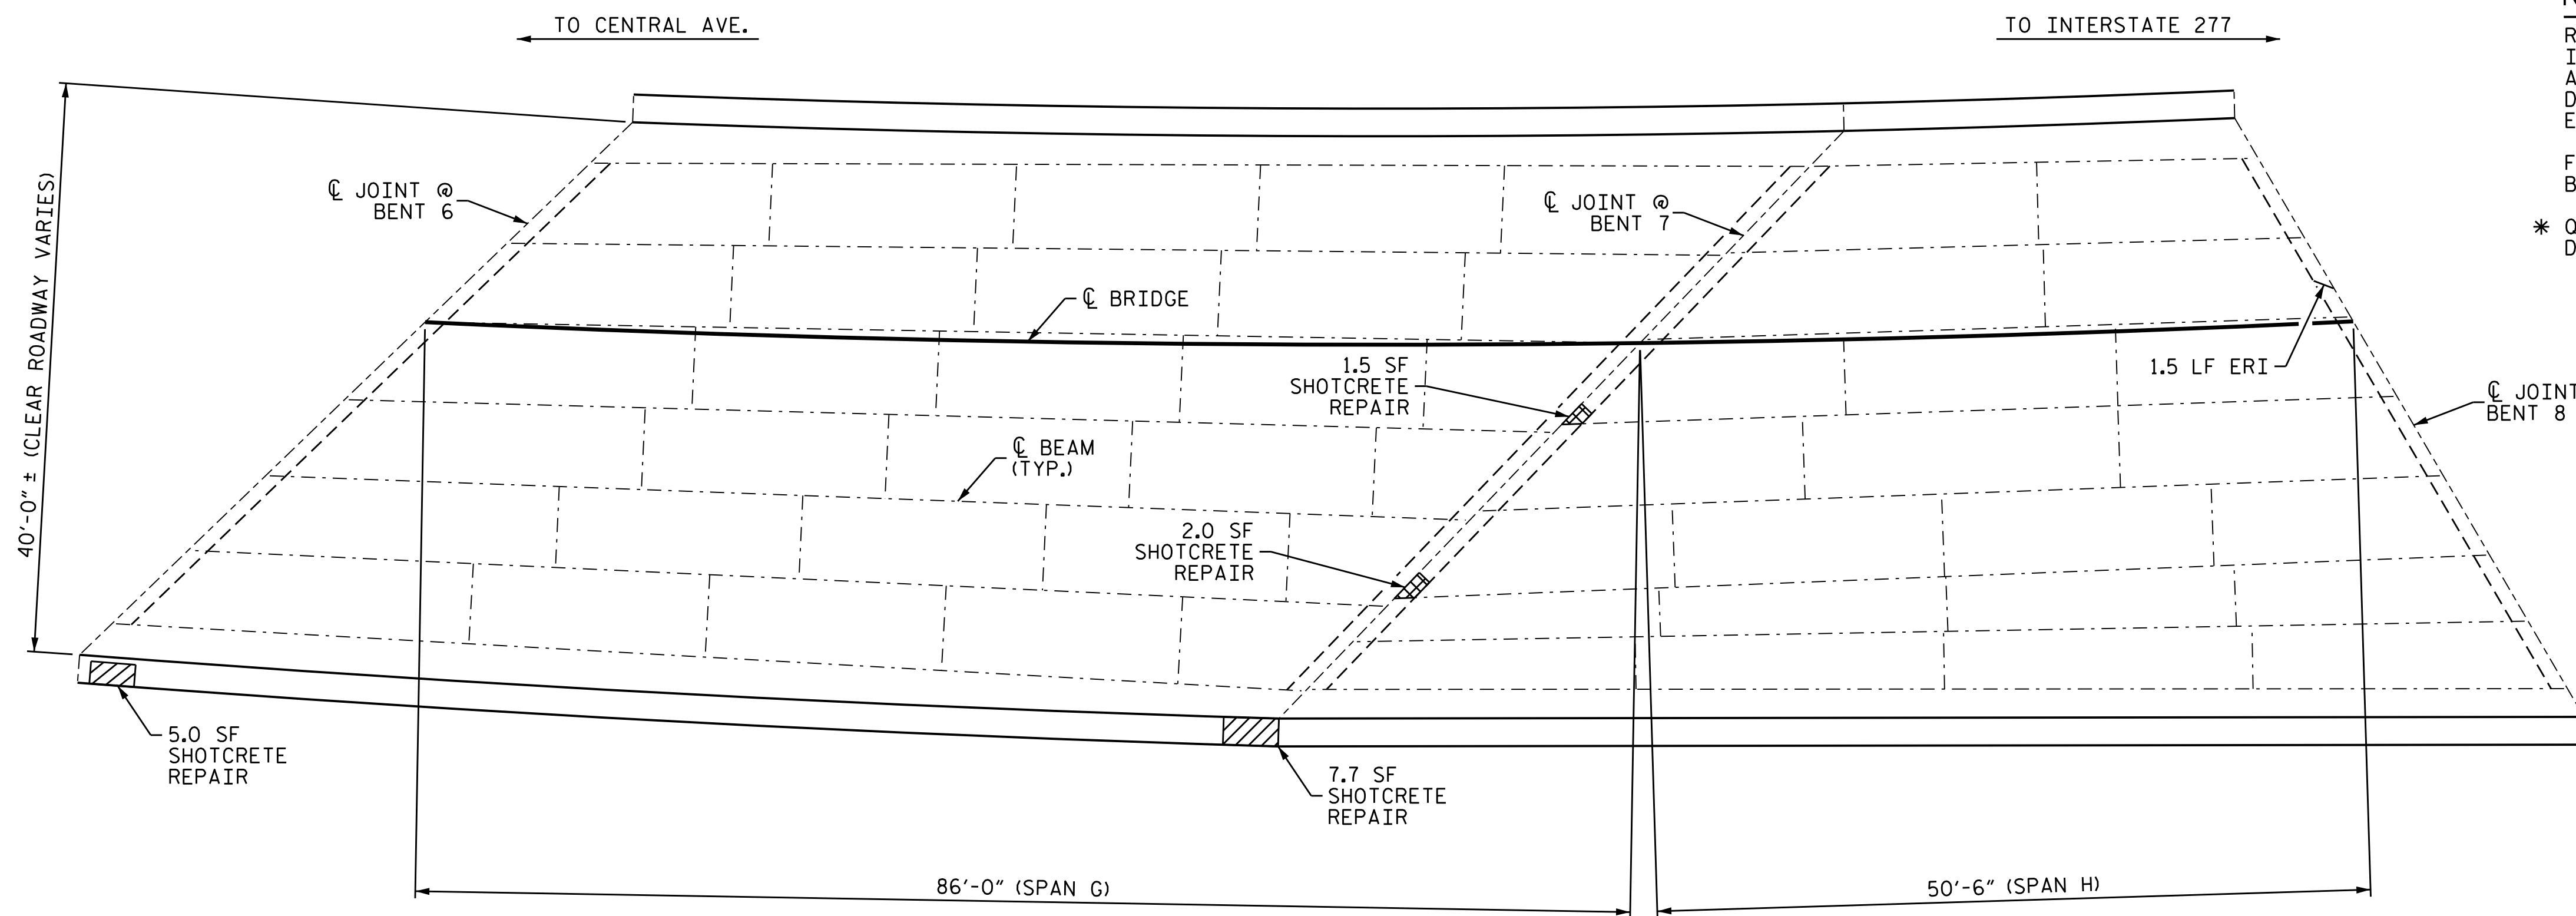 TO CENTRAL AVE.
TO INTERSTATE 277
40'-0" ± (CLEAR ROADWAY VARIES)
℄ JOINT @
BENT 6
℄ JOINT @
BENT 7
℄ BRIDGE
1.5 SF
SHOTCRETE
REPAIR
1.5 LF ERI
℄ JOINT
BENT 8
℄ BEAM
(TYP.)
2.0 SF
SHOTCRETE
REPAIR
5.0 SF
SHOTCRETE
REPAIR
7.7 SF
SHOTCRETE
REPAIR
86'-0" (SPAN G)
50'-6" (SPAN H)
R
I
A
D
E
F
B
* Q
D